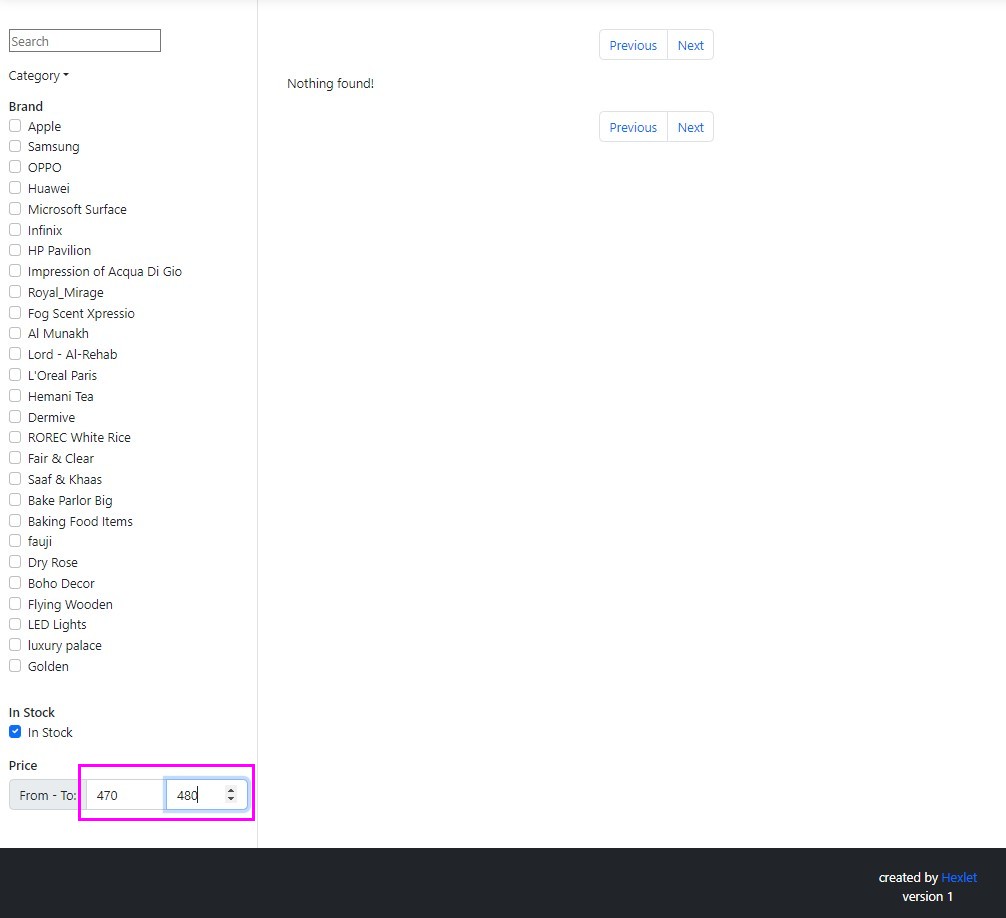 Search
Category
Brand
Apple
Samsung
OPPO
Huawei
Microsoft Surface
Infinix
HP Pavilion
Impression of Acqua Di Gio
Royal_Mirage
Fog Scent Xpressio
Al Munakh
Lord - Al-Rehab
L'Oreal Paris
Hemani Tea
Dermive
ROREC White Rice
Fair & Clear
Saaf & Khaas
Bake Parlor Big
Baking Food Items
fauji
Dry Rose
Boho Decor
Flying Wooden
LED Lights
luxury palace
Golden
In Stock
In Stock
Price
From - To: 470 480
Previous Next
Nothing found!
Previous Next
created by Hexlet
version 1